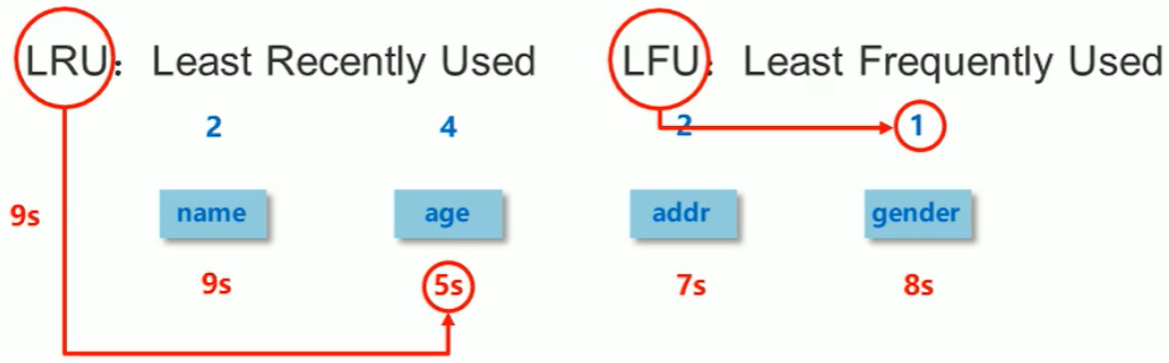 LRU: Least Recently Used LFU: Least Frequently Used
2 4 2 1
9s name age addr gender
9s 5s 7s 8s